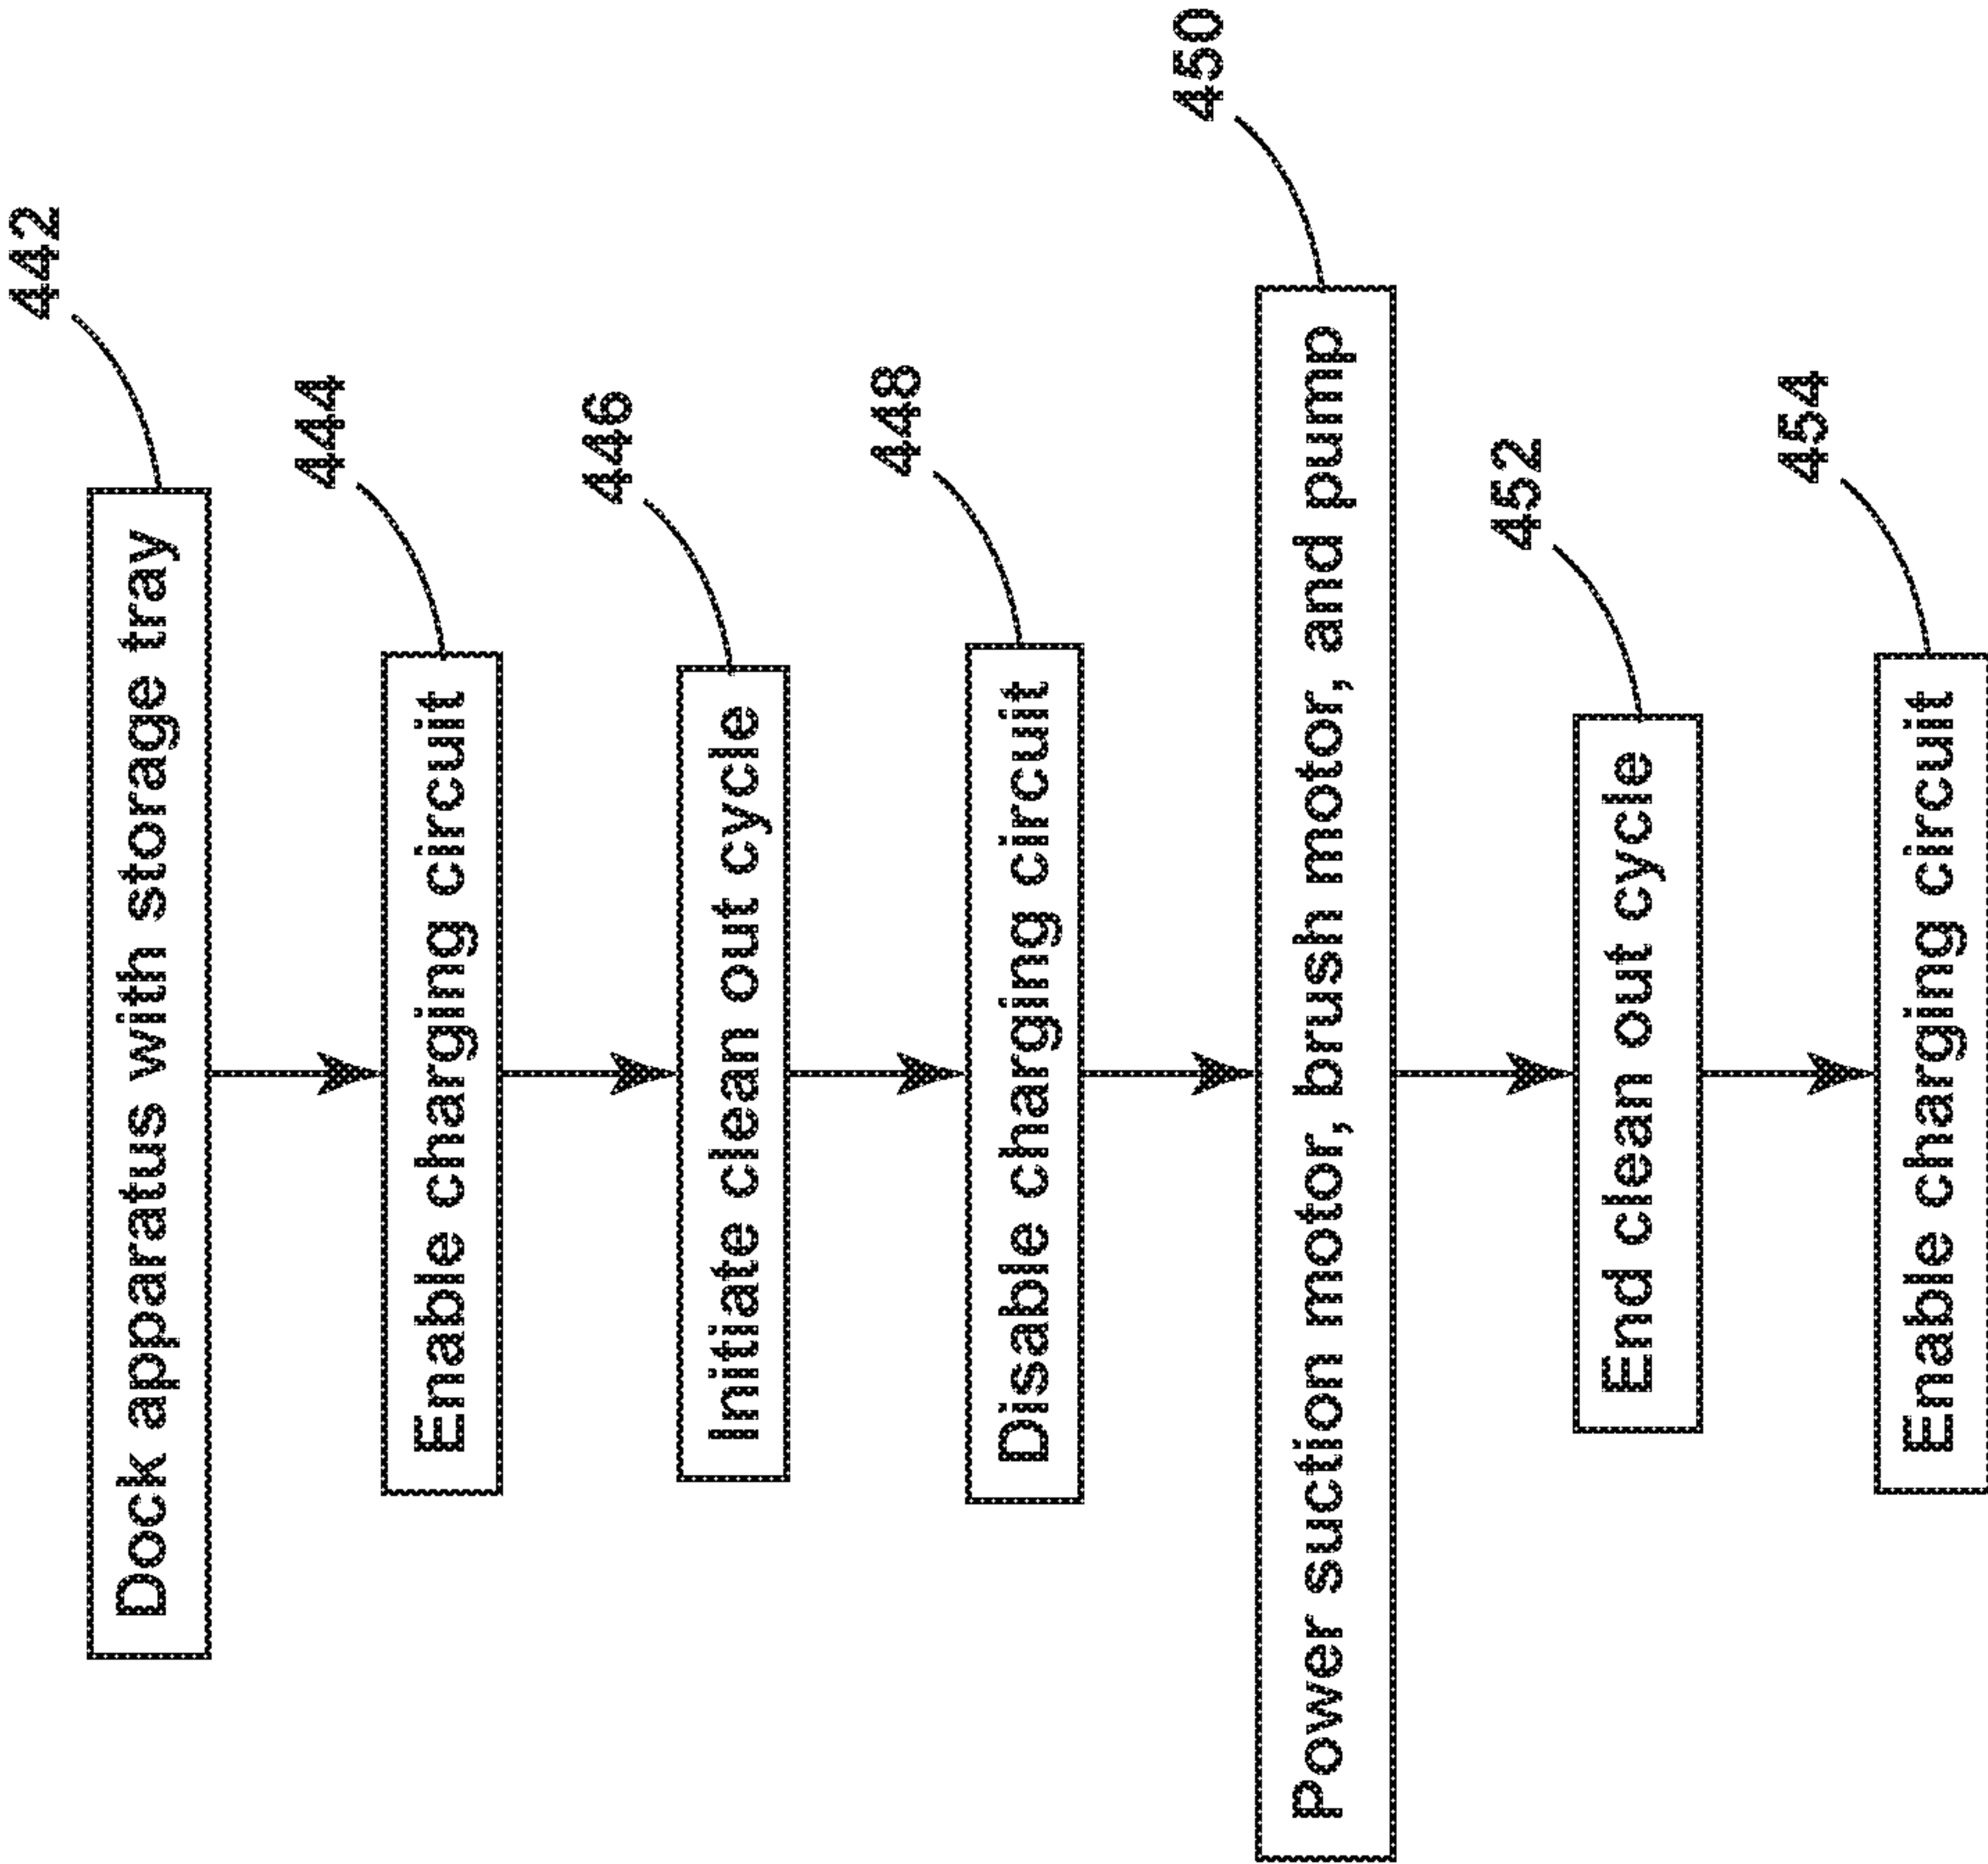 442
Dock apparatus with storage tray
444
Enable charging circuit
446
Initiate clean out cycle
448
Disable charging circuit
450
Power suction motor, brush motor, and pump
452
End clean out cycle
454
Enable charging circuit